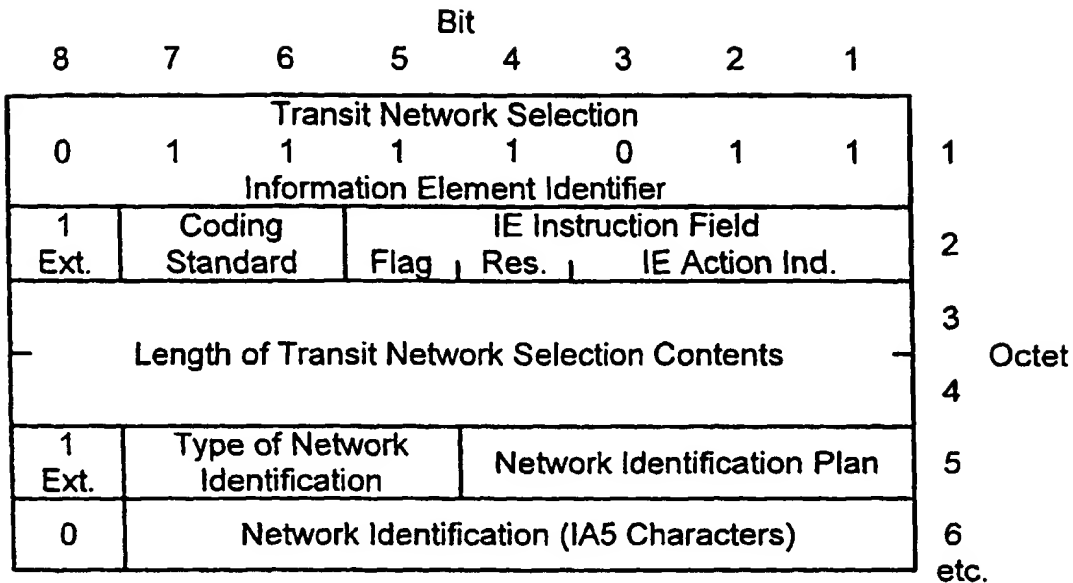 Bit
8 7 6 5 4 3 2 1
Transit Network Selection
0 1 1 1 1 0 1 1 1
Information Element Identifier
1 Coding IE Instruction Field
Ext. Standard Flag Res. IE Action Ind. 2
3
Length of Transit Network Selection Contents Octet
4
1 Type of Network
Ext. Identification Network Identification Plan 5
0 Network Identification (IA5 Characters) 6
etc.